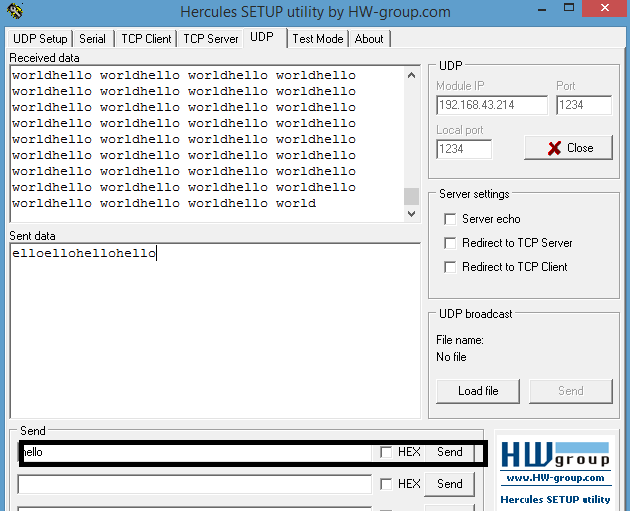 Hercules SETUP utility by HW-group.com
UDP Setup Serial TCP Client TCP Server UDP Test Mode About
Received data
worldhello worldhello worldhello worldhello
worldhello worldhello worldhello worldhello
worldhello worldhello worldhello worldhello
worldhello worldhello worldhello worldhello
worldhello worldhello worldhello worldhello
worldhello worldhello worldhello worldhello
worldhello worldhello worldhello worldhello
worldhello worldhello worldhello worldhello
worldhello worldhello worldhello world
Sent data
elloellohellohello
UDP
Module IP Port
192.168.43.214 1234
Local port
1234
Close
Server settings
Server echo
Redirect to TCP Server
Redirect to TCP Client
UDP broadcast
File name:
No file
Load file Send
Send
hello HEX Send
HEX Send
HW group
www.HW-group.com
Hercules SETUP utility